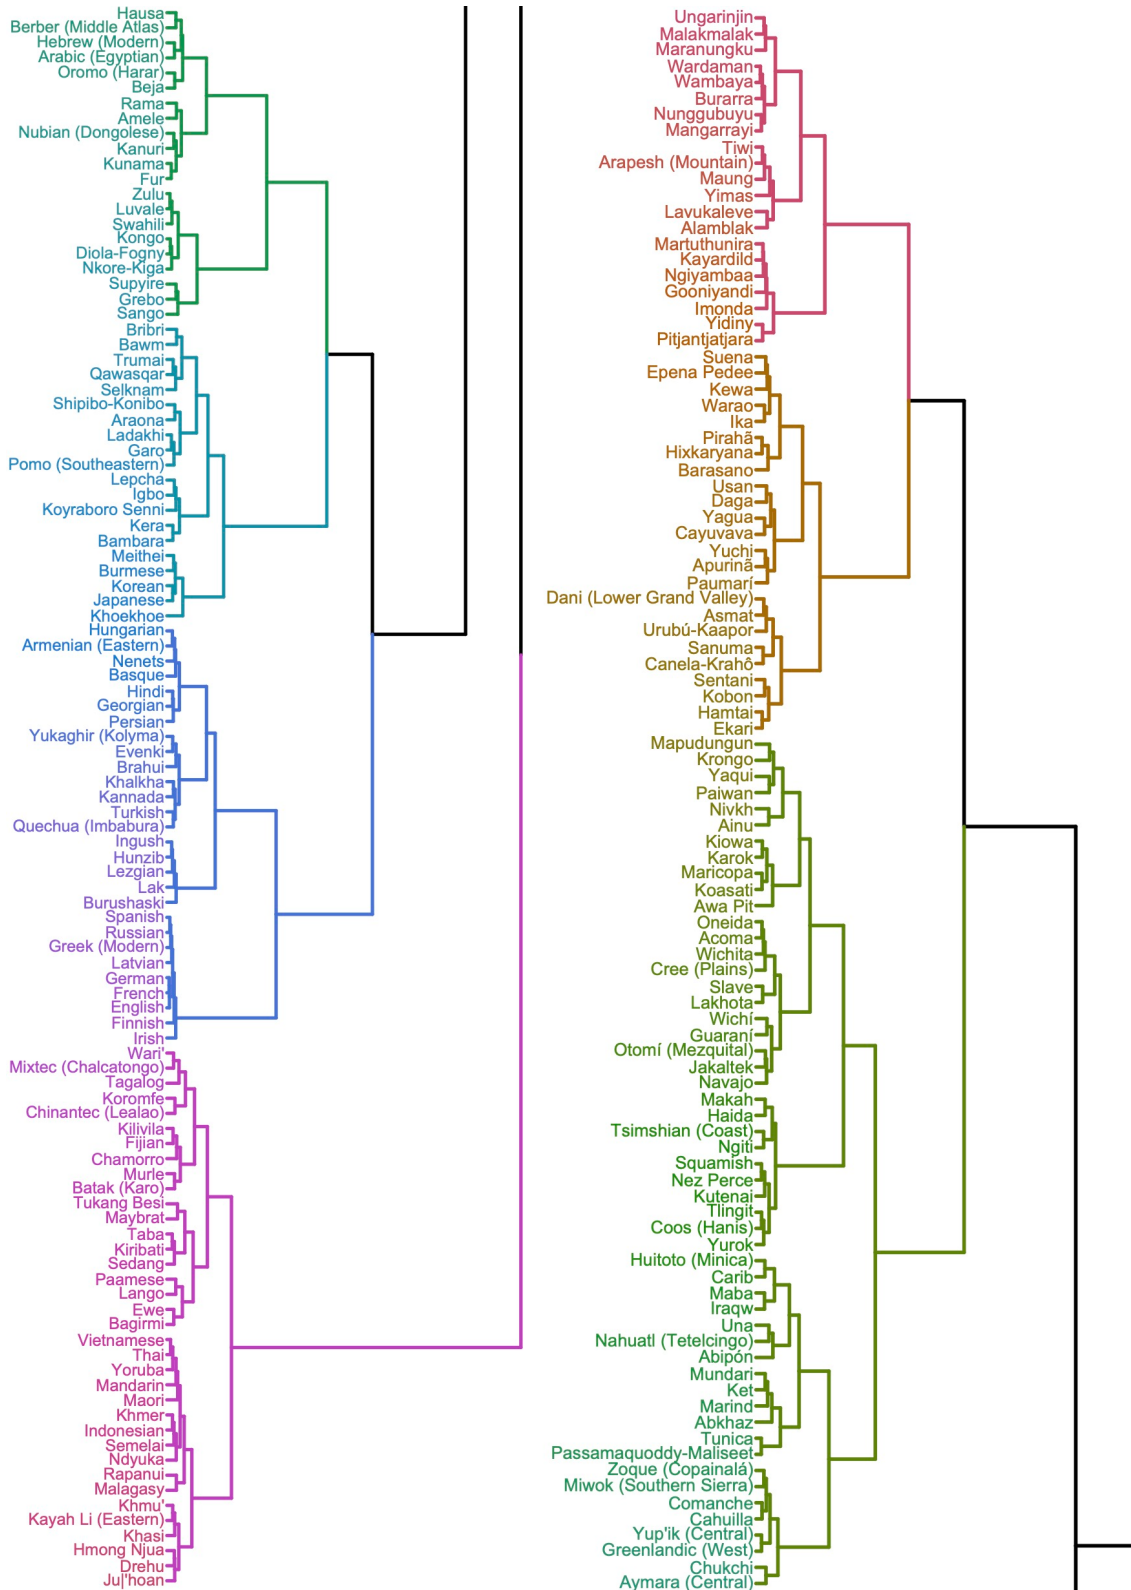 Hausa
Berber (Middle Atlas)
Hebrew (Modern)
Arabic (Egyptian)
Oromo (Harar)
Beja
Rama
Amele
Nubian (Dongolese)
Kanuri
Kunama
Fur
Zulu
Luvale
Swahili
Kongo
Diola-Fogny
Nkore-Kiga
Supyire
Grebo
Sango
Bribri
Bawm
Trumai
Qawasqar
Selknam
Shipibo-Konibo
Araona
Ladakhi
Garo
Pomo (Southeastern)
Lepcha
Igbo
Koyraboro Senni
Kera
Bambara
Meithei
Burmese
Korean
Japanese
Khoekhoe
Hungarian
Armenian (Eastern)
Nenets
Basque
Hindi
Georgian
Persian
Yukaghir (Kolyma)
Evenki
Brahui
Khalkha
Kannada
Turkish
Quechua (Imbabura)
Ingush
Hunzib
Lezgian
Lak
Burushaski
Spanish
Russian
Greek (Modern)
Latvian
German
French
English
Finnish
Irish
Wari'
Mixtec (Chalcatongo)
Tagalog
Koromfe
Chinantec (Lealao)
Kilivila
Fijian
Chamorro
Murle
Batak (Karo)
Tukang Besi
Maybrat
Taba
Kiribati
Sedang
Paamese
Lango
Ewe
Bagirmi
Vietnamese
Thai
Yoruba
Mandarin
Maori
Khmer
Indonesian
Semelai
Ndyuka
Rapanui
Malagasy
Khmu'
Kayah Li (Eastern)
Khasi
Hmong Njua
Drehu
Ju|'hoan
Ungarinjin
Malakmalak
Maranungku
Wardaman
Wambaya
Burarra
Nunggubuyu
Mangarrayi
Tiwi
Arapesh (Mountain)
Maung
Yimas
Lavukaleve
Alamblak
Martuthunira
Kayardild
Ngiyambaa
Gooniyandi
Imonda
Yidiny
Pitjantjatjara
Suena
Epena Pedee
Kewa
Warao
Ika
Pirahã
Hixkaryana
Barasano
Usan
Daga
Yagua
Cayuvava
Yuchi
Apurinã
Paumarí
Dani (Lower Grand Valley)
Asmat
Urubú-Kaapor
Sanuma
Canela-Krahô
Sentani
Kobon
Hamtai
Ekari
Mapudungun
Krongo
Yaqui
Paiwan
Nivkh
Ainu
Kiowa
Karok
Maricopa
Koasati
Awa Pit
Oneida
Acoma
Wichita
Cree (Plains)
Slave
Lakhota
Wichí
Guaraní
Otomí (Mezquital)
Jakaltek
Navajo
Makah
Haida
Tsimshian (Coast)
Ngiti
Squamish
Nez Perce
Kutenai
Tlingit
Coos (Hanis)
Yurok
Huitoto (Minica)
Carib
Maba
Iraqw
Una
Nahuatl (Tetelcingo)
Abipón
Mundari
Ket
Marind
Abkhaz
Tunica
Passamaquoddy-Maliseet
Zoque (Copainalá)
Miwok (Southern Sierra)
Comanche
Cahuilla
Yup'ik (Central)
Greenlandic (West)
Chukchi
Aymara (Central)